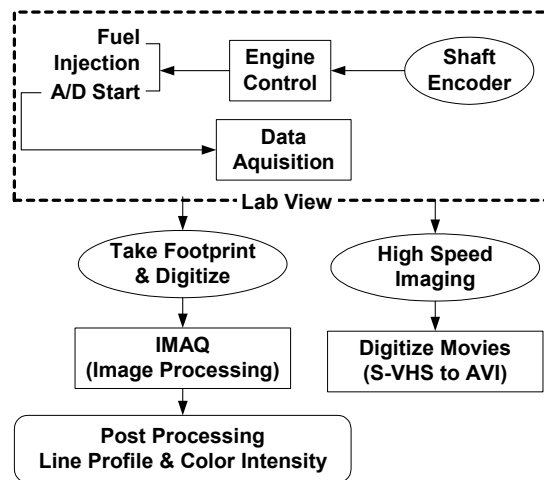 Fuel
Injection
A/D Start
Engine
Control
Shaft
Encoder
Data
Aquisition
Lab View
Take Footprint
& Digitize
High Speed
Imaging
IMAQ
(Image Processing)
Digitize Movies
(S-VHS to AVI)
Post Processing
Line Profile & Color Intensity